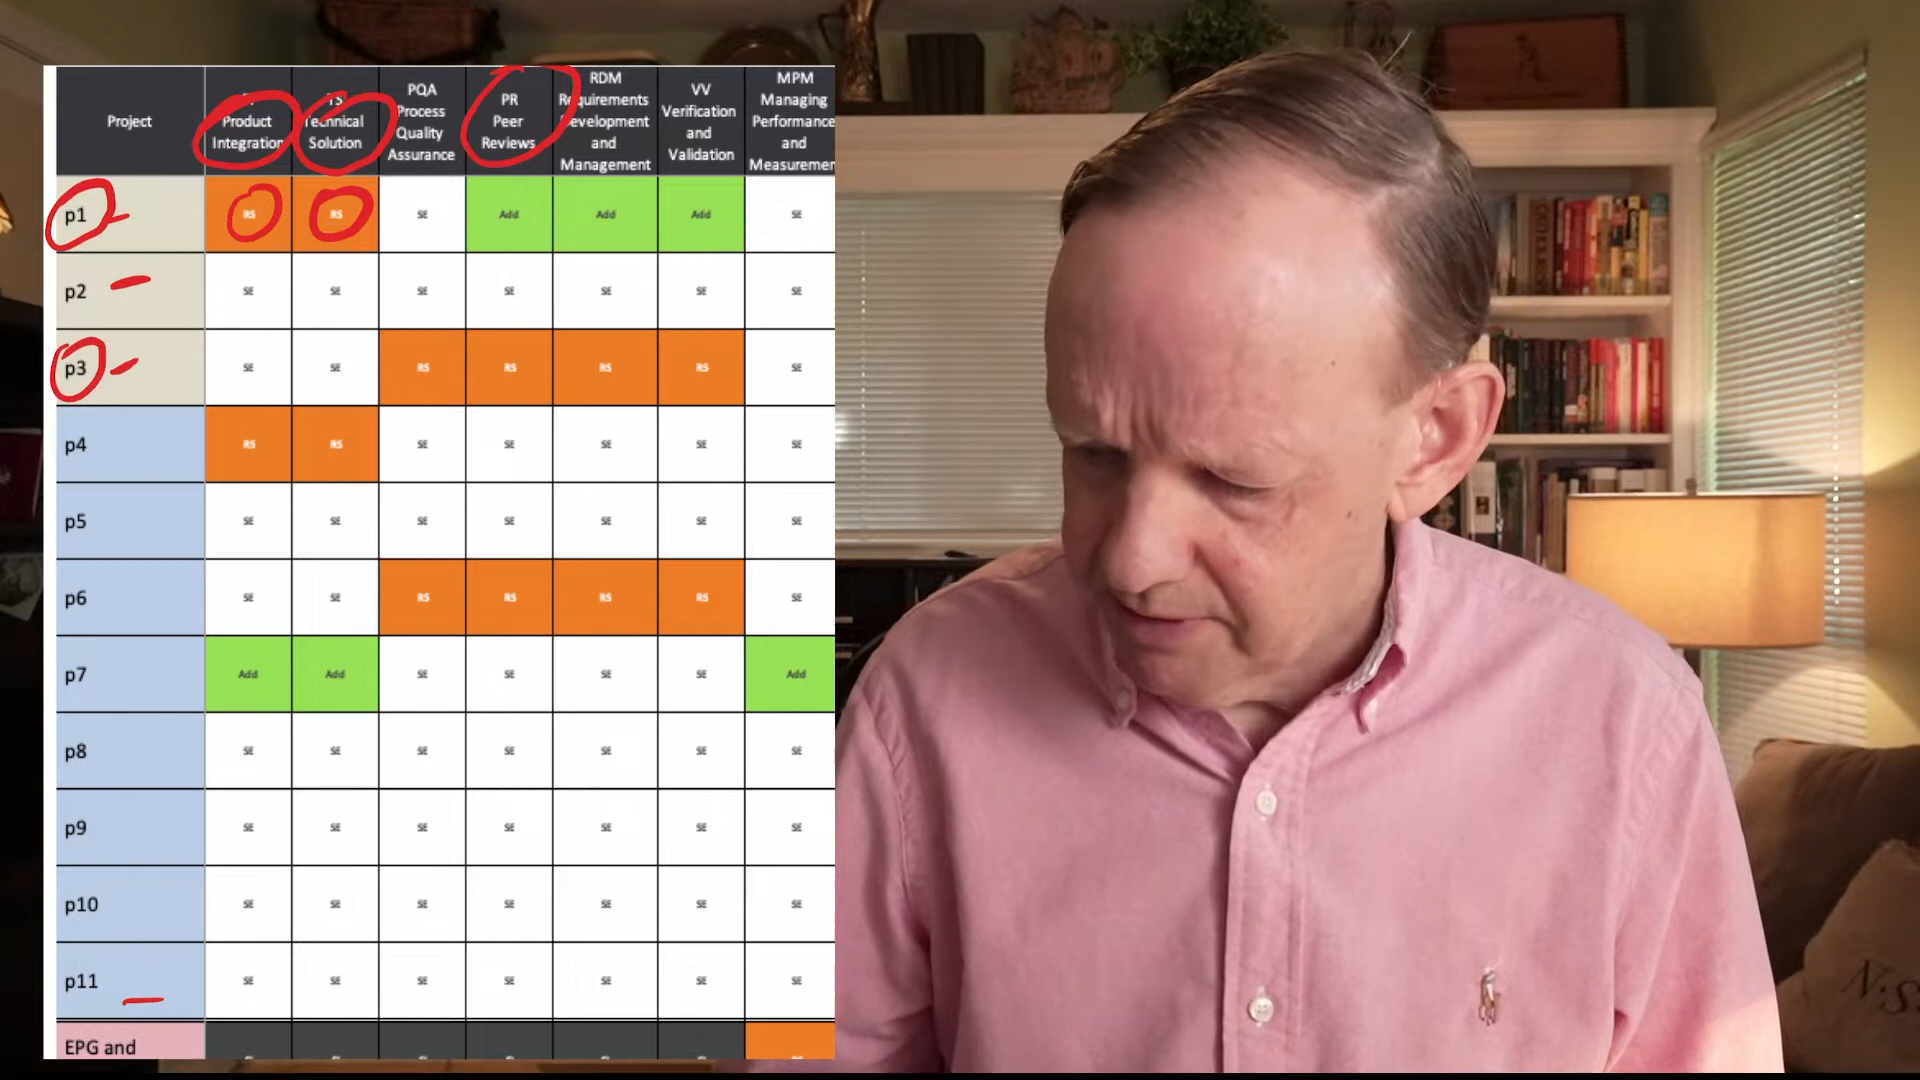 Project
Product
Integration
TS
Technical
Solution
PQA
Process
Quality
Assurance
PR
Peer
Reviews
RDM
Requirements
Development
and
Management
VV
Verification
and
Validation
MPM
Managing
Performance
and
Measuremen
p1 RS RS SE Add Add Add SE
p2 SE SE SE SE SE SE SE
p3 SE SE RS RS RS RS SE
p4 RS RS SE SE SE SE SE
p5 SE SE SE SE SE SE SE
p6 SE SE RS RS RS RS SE
p7 Add Add SE SE SE SE Add
p8 SE SE SE SE SE SE SE
p9 SE SE SE SE SE SE SE
p10 SE SE SE SE SE SE SE
p11 SE SE SE SE SE SE SE
EPG and